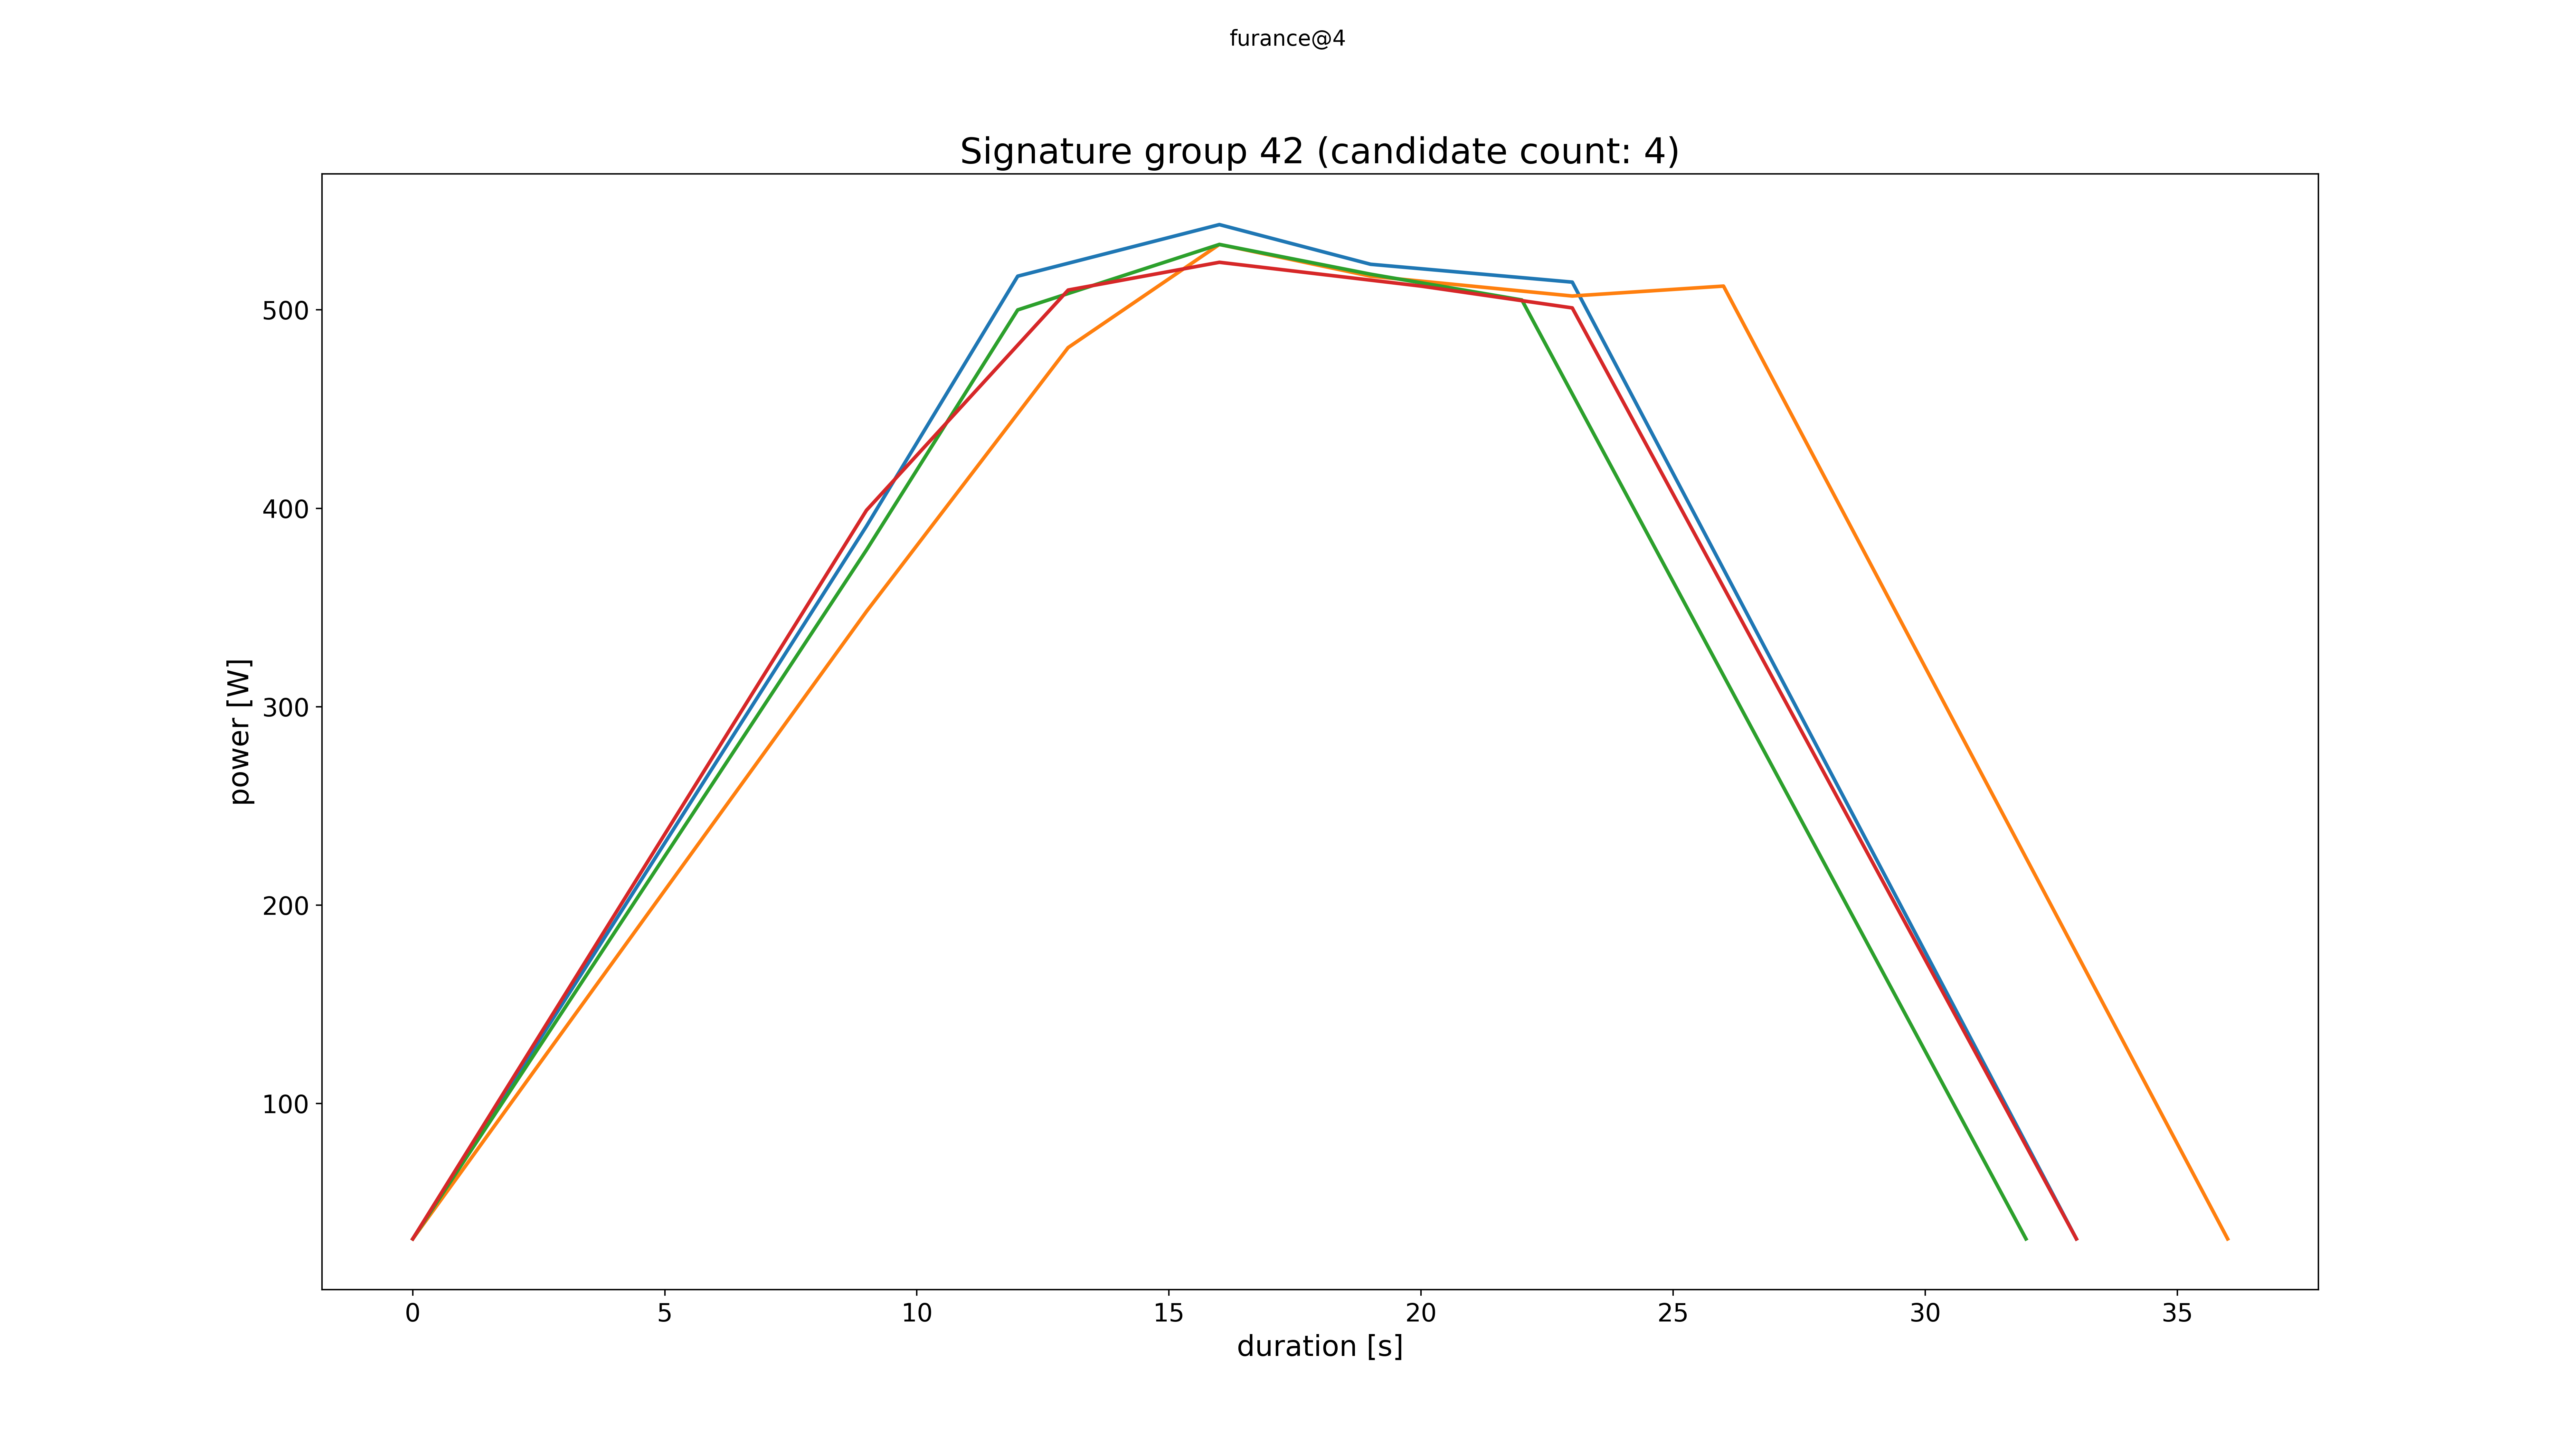 furance@4
Signature group 42 (candidate count: 4)
500
400
300
200
100
power [W]
0 5 10 15 20 25 30 35
duration [s]